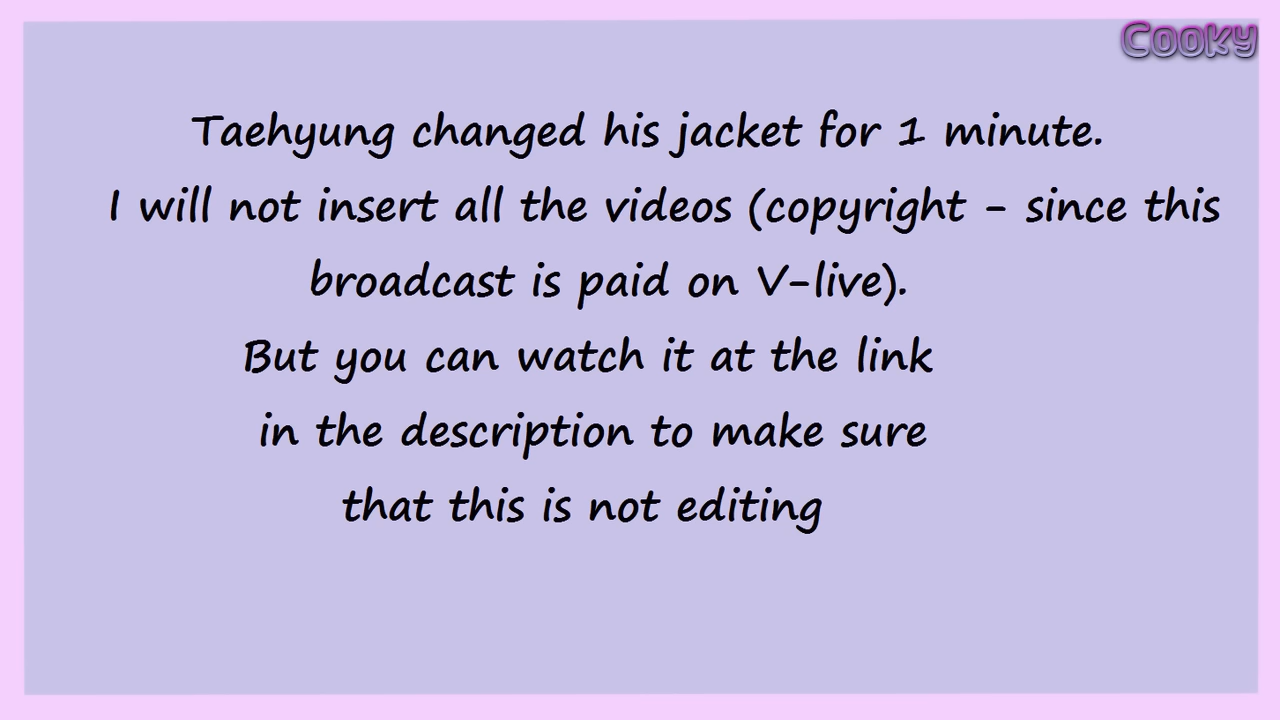 Cooky
Taehyung changed his jacket for 1 minute.
I will not insert all the videos (copyright - since this
broadcast is paid on V-live).
But you can watch it at the link
in the description to make sure
that this is not editing